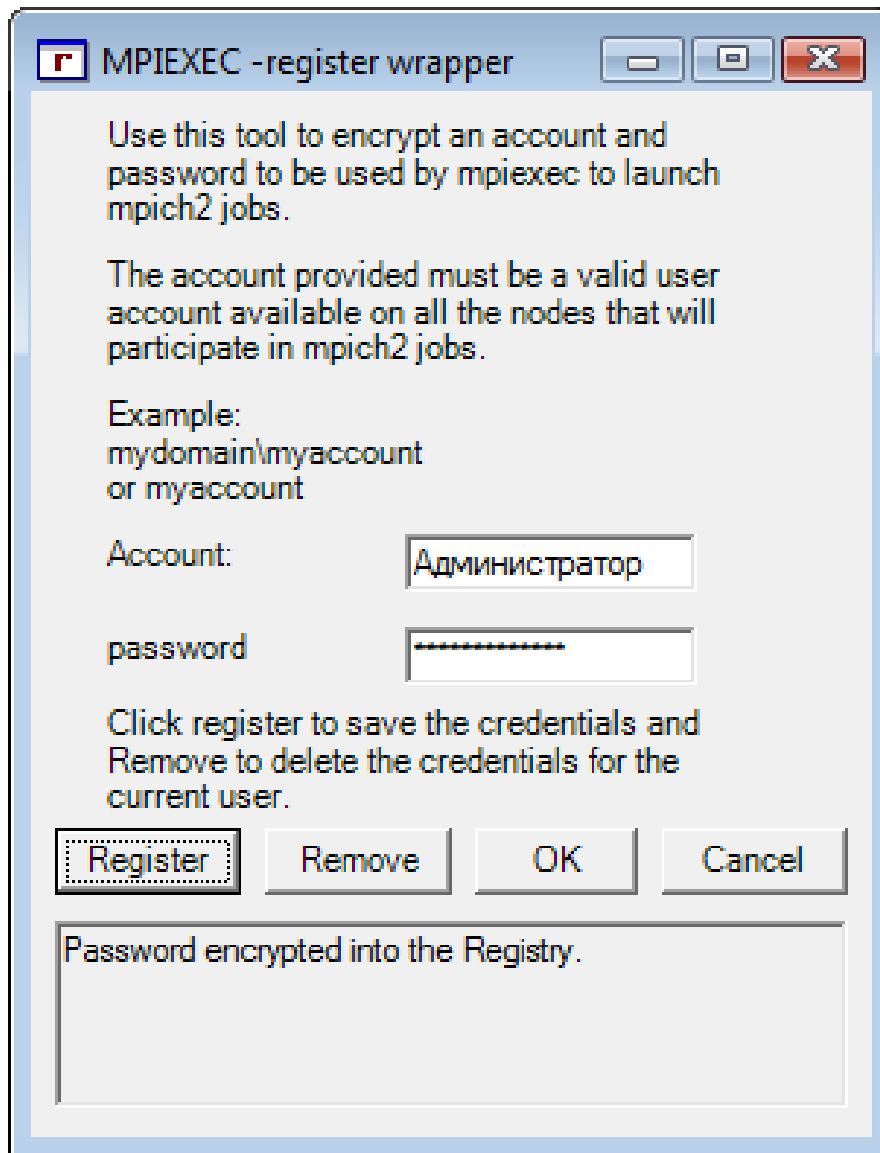 MPIEXEC -register wrapper
Use this tool to encrypt an account and
password to be used by mpiexec to launch
mpich2 jobs.
The account provided must be a valid user
account available on all the nodes that will
participate in mpich2 jobs.
Example:
mydomain\myaccount
or myaccount
Account: Администратор
password *************
Click register to save the credentials and
Remove to delete the credentials for the
current user.
Register Remove OK Cancel
Password encrypted into the Registry.